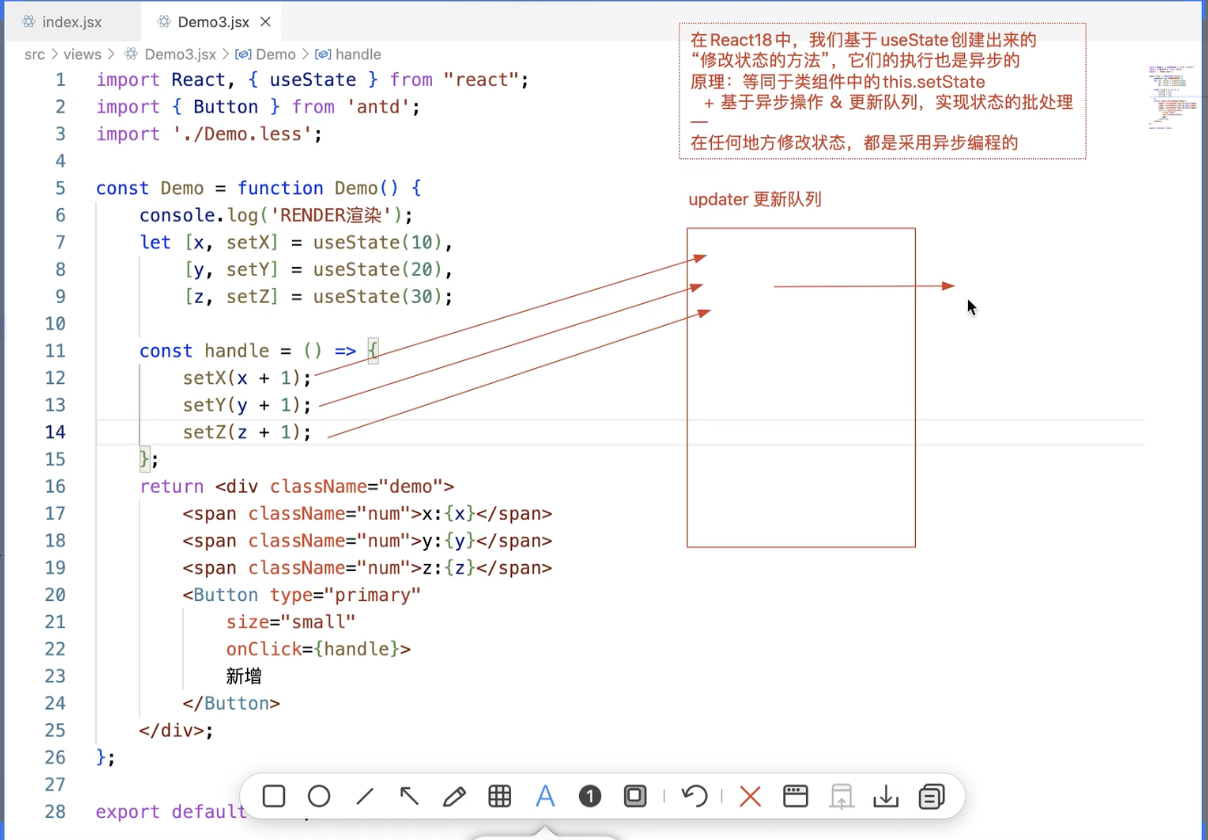 index.jsx
Demo3.jsx
src > views > Demo3.jsx > Demo > handle
1 import React, { useState } from "react";
2 import { Button } from 'antd';
3 import './Demo.less';
4
5 const Demo = function Demo() {
6 console.log('RENDER渲染');
7 let [x, setX] = useState(10),
8 [y, setY] = useState(20),
9 [z, setZ] = useState(30);
10
11 const handle = () => {
12 setX(x + 1);
13 setY(y + 1);
14 setZ(z + 1);
15 };
16 return <div className="demo">
17 <span className="num">x:{x}</span>
18 <span className="num">y:{y}</span>
19 <span className="num">z:{z}</span>
20 <Button type="primary"
21 size="small"
22 onClick={handle}>
23 新增
24 </Button>
25 </div>;
26 };
27
28 export default
在React18中，我们基于useState创建出来的
“修改状态的方法”，它们的执行也是异步的
原理：等同于类组件中的this.setState
+ 基于异步操作 & 更新队列，实现状态的批处理
—
在任何地方修改状态，都是采用异步编程的
updater 更新队列
A
1